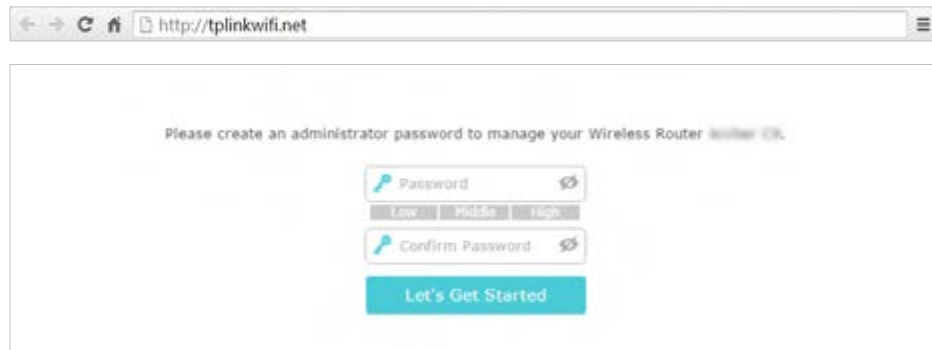 http://tplinkwifi.net
Please create an administrator password to manage your Wireless Router
Password
Low Middle High
Confirm Password
Let's Get Started